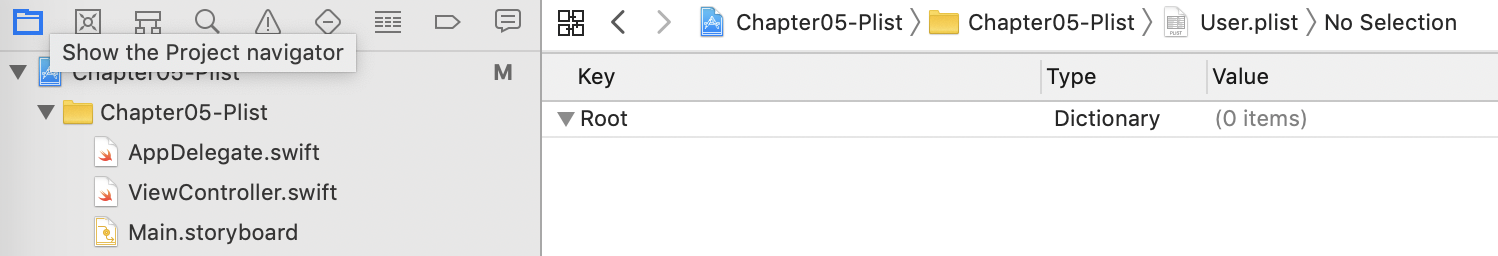 Chapter05-Plist > Chapter05-Plist > User.plist > No Selection
Show the Project navigator
Chapter05-Plist M
Key Type Value
Chapter05-Plist
Root Dictionary (0 items)
AppDelegate.swift
ViewController.swift
Main.storyboard